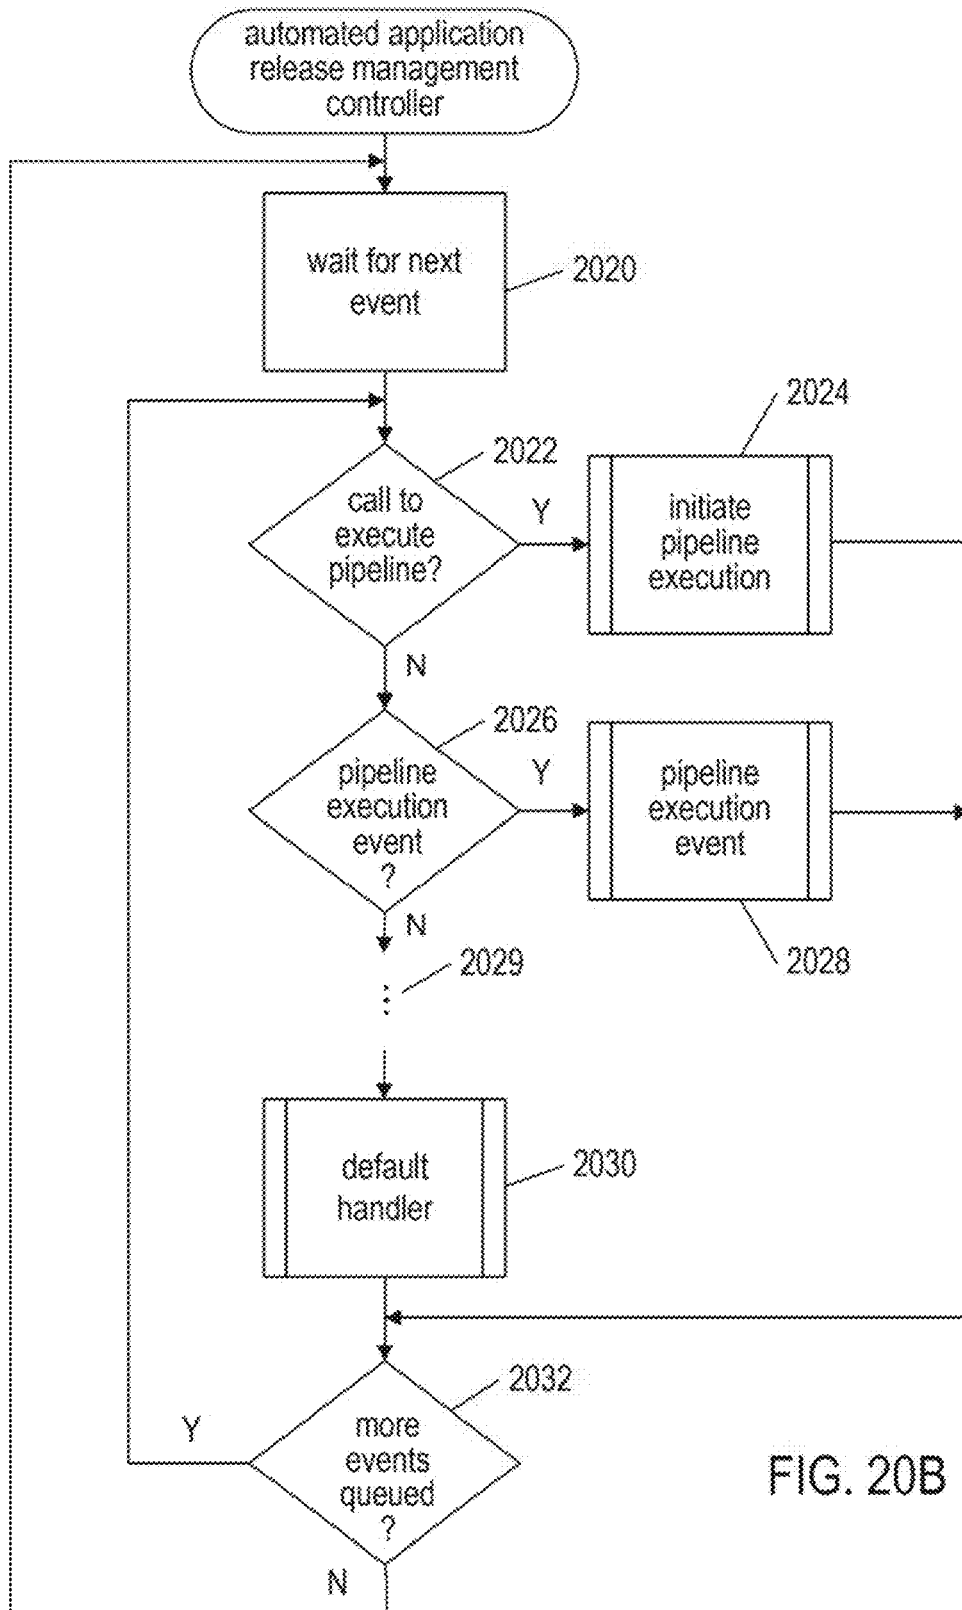 automated application
release management
controller
wait for next
event
2020
2024
2022
call to
execute
pipeline?
Y
initiate
pipeline
execution
N
2026
pipeline
execution
event
?
Y
pipeline
execution
event
N
2029
2028
default
handler
2030
2032
more
events
queued
?
Y
N
FIG. 20B